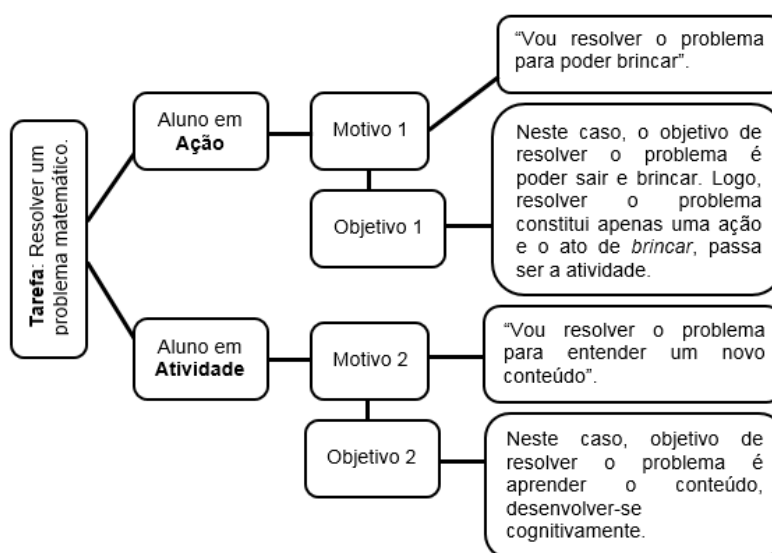 Tarefa: Resolver um
problema matemático.
Aluno em
Ação
Motivo 1
“Vou resolver o problema
para poder brincar”.
Objetivo 1
Neste caso, o objetivo de
resolver o problema é
poder sair e brincar. Logo,
resolver o problema
constitui apenas uma ação
e o ato de brincar, passa
ser a atividade.
Aluno em
Atividade
Motivo 2
“Vou resolver o problema
para entender um novo
conteúdo”.
Objetivo 2
Neste caso, objetivo de
resolver o problema é
aprender o conteúdo,
desenvolver-se
cognitivamente.